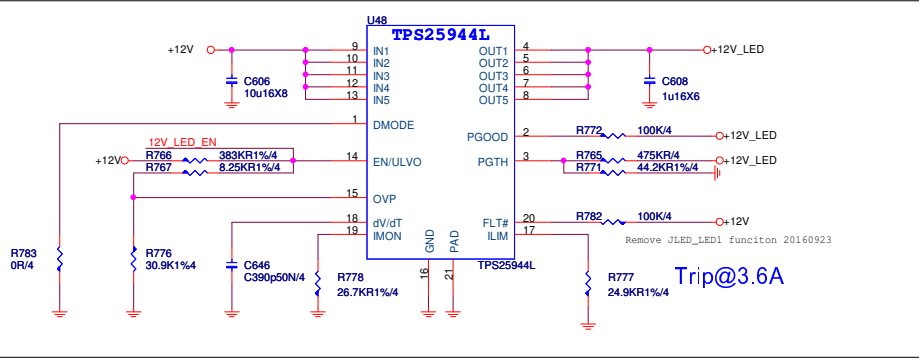 U48
TPS25944L
+12V
9 IN1 OUT1 4 +12V_LED
10 IN2 OUT2 5
11 IN3 OUT3 6
12 IN4 OUT4 7
13 IN5 OUT5 8
C606
10u16X8
C608
1u16X6
1 DMODE
PGOOD 2 R772 100K/4 +12V_LED
12V_LED_EN
+12V R766 383KR1%/4 14 EN/ULVO
R767 8.25KR1%/4
PGTH 3 R765 475KR/4 +12V_LED
R771 44.2KR1%/4
15 OVP
18 dV/dT
19 IMON
FLT# 20 R782 100K/4 +12V
ILIM 17
Remove JLED_LED1 funciton 20160923
GND
PAD
16
21
TPS25944L
R783
0R/4
R776
30.9K1%4
C646
C390p50N/4
R778
26.7KR1%/4
R777
24.9KR1%/4
Trip@3.6A